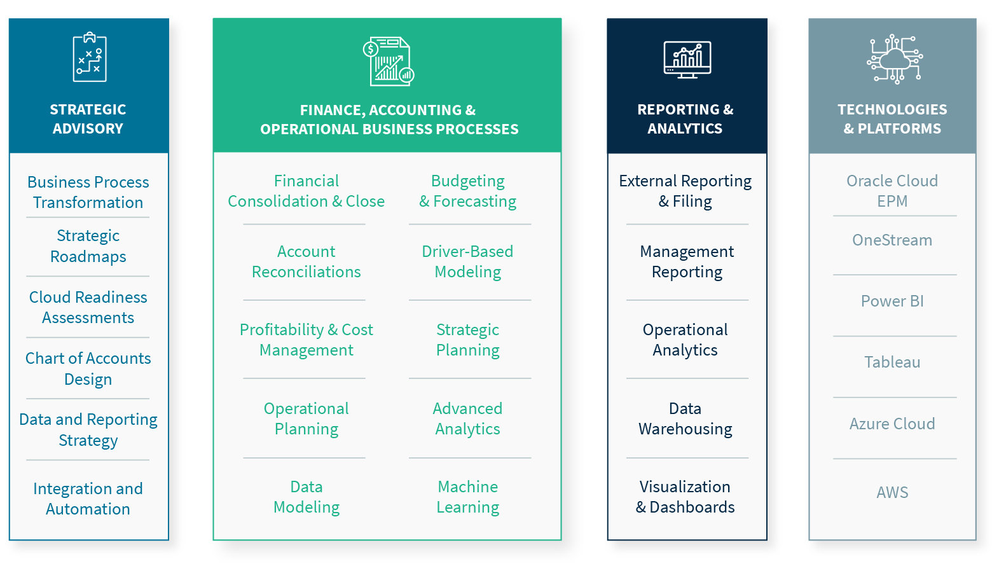 STRATEGIC
ADVISORY
Business Process
Transformation
Strategic
Roadmaps
Cloud Readiness
Assessments
Chart of Accounts
Design
Data and Reporting
Strategy
Integration and
Automation
$
FINANCE, ACCOUNTING &
OPERATIONAL BUSINESS PROCESSES
Financial
Consolidation & Close
Account
Reconciliations
Profitability & Cost
Management
Operational
Planning
Data
Modeling
Budgeting
& Forecasting
Driver-Based
Modeling
Strategic
Planning
Advanced
Analytics
Machine
Learning
REPORTING &
ANALYTICS
External Reporting
& Filing
Management
Reporting
Operational
Analytics
Data
Warehousing
Visualization
& Dashboards
TECHNOLOGIES
& PLATFORMS
Oracle Cloud
EPM
OneStream
Power BI
Tableau
Azure Cloud
AWS